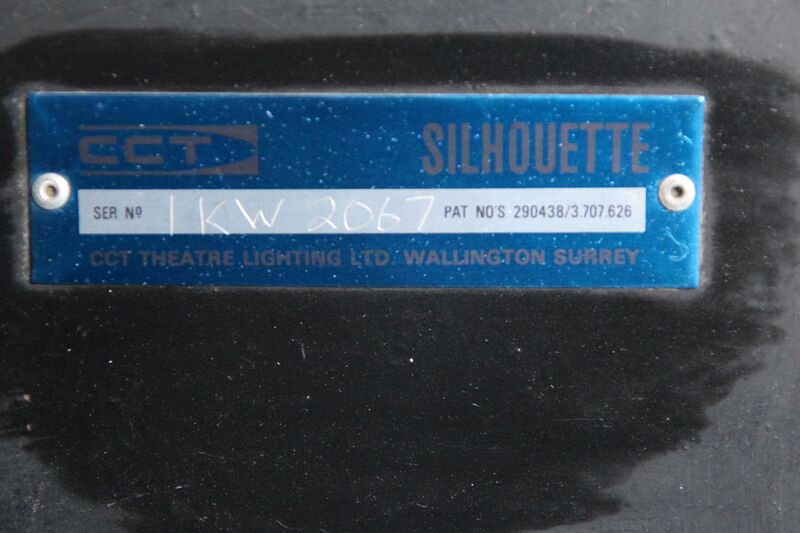 CCT SILHOUETTE
SER Nº 1KW 2067 PAT NO'S 290438/3.707.626
CCT THEATRE LIGHTING LTD. WALLINGTON SURREY